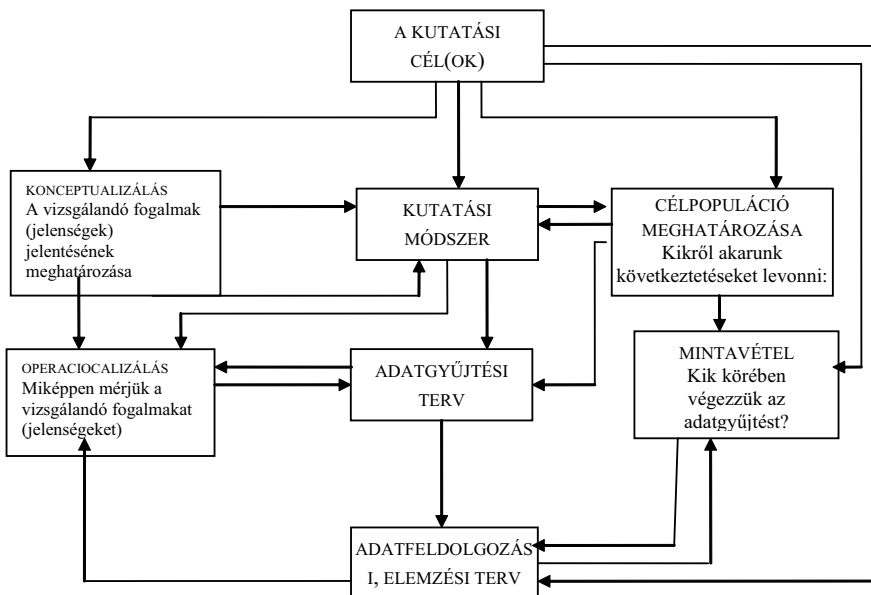 A KUTATÁSI
CÉL(OK)
KONCEPTUALIZÁLÁS
A vizsgálandó fogalmak
(jelenségek)
jelentésének
meghatározása
KUTATÁSI
MÓDSZER
CÉLPOPULÁCIÓ
MEGHATÁROZÁSA
Kikről akarunk
következtetéseket levonni:
OPERACIOCALIZÁLÁS
Miképpen mérjük a
vizsgálandó fogalmakat
(jelenségeket)
ADATGYŰJTÉSI
TERV
MINTAVÉTEL
Kik körében
végezzük az
adatgyűjtést?
ADATFELDOLGOZÁS
I, ELEMZÉSI TERV